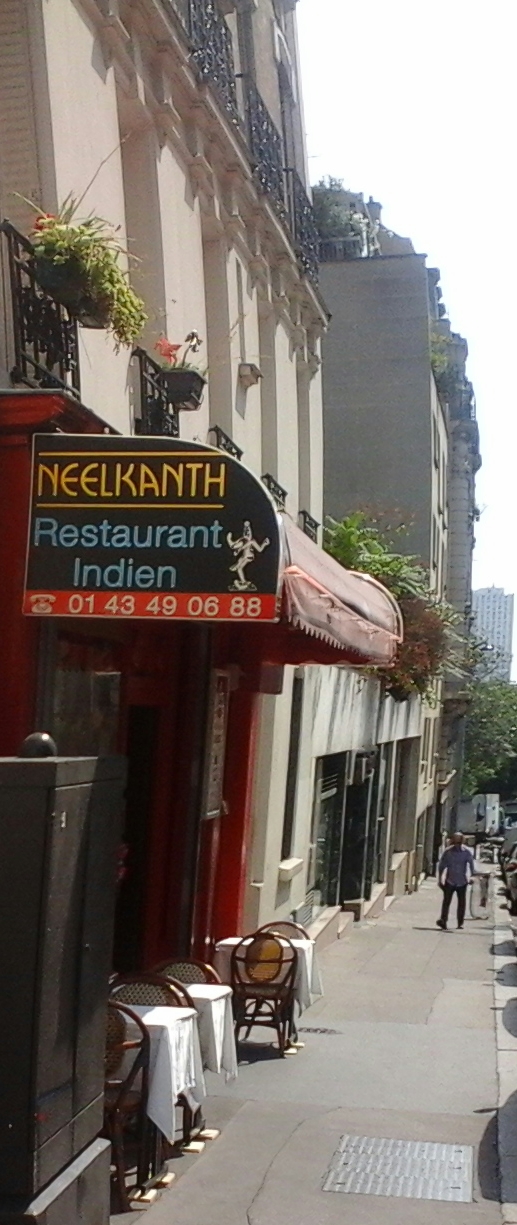 NEELKANTH
Restaurant
Indien
☎ 01 43 49 06 88